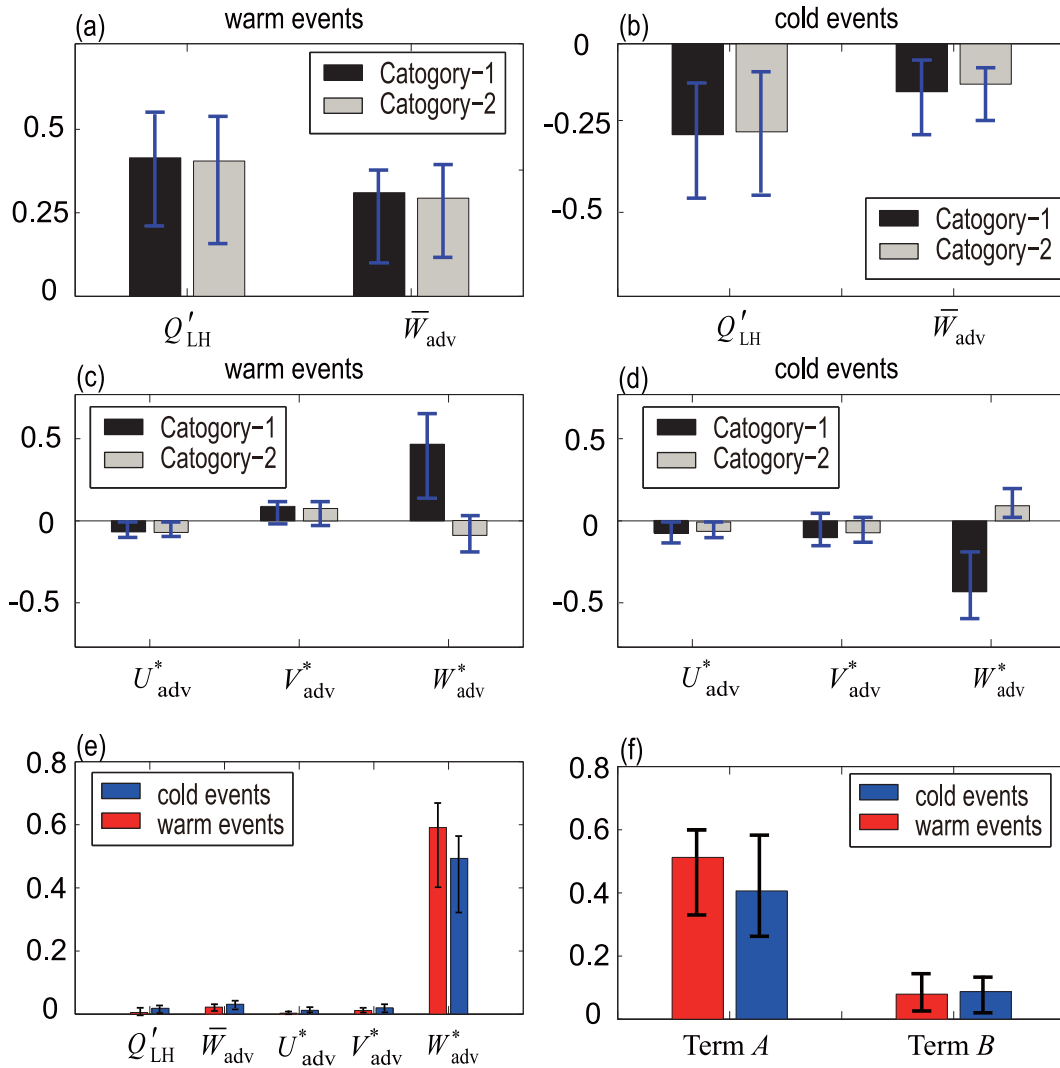 (a) warm events
Catogory-1
Catogory-2
0.5
0.25
0
Q′LH W̅adv
(b) cold events
0
-0.25
-0.5
Catogory-1
Catogory-2
Q′LH W̅adv
(c) warm events
Catogory-1
Catogory-2
0.5
0
-0.5
U*adv V*adv W*adv
(d) cold events
Catogory-1
Catogory-2
0.5
0
-0.5
U*adv V*adv W*adv
(e)
cold events
warm events
0.8
0.6
0.4
0.2
0
Q′LH W̅adv U*adv V*adv W*adv
(f)
cold events
warm events
0.8
0.6
0.4
0.2
0
Term A Term B